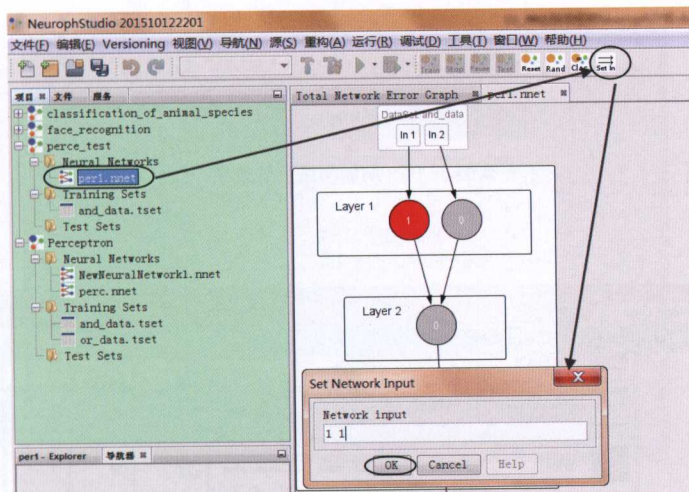 NeurophStudio 201510122201
文件(F) 编辑(E) Versioning 视图(V) 导航(N) 源(S) 重构(A) 运行(R) 调试(D) 工具(T) 窗口(W) 帮助(H)
Train Stop Pause Test Reset Rand Clear Set In
项目 文件 服务
Total Network Error Graph per1.nnet
classification_of_animal_species
face_recognition
perce_test
Neural Networks
per1.nnet
Training Sets
and_data.tset
Test Sets
Perceptron
Neural Networks
NewNeuralNetwork1.nnet
perc.nnet
Training Sets
and_data.tset
or_data.tset
Test Sets
DataSet and_data
In 1 In 2
Layer 1
1 0
Layer 2
0
Set Network Input
Network input
1 1
OK Cancel Help
per1 - Explorer 导航器